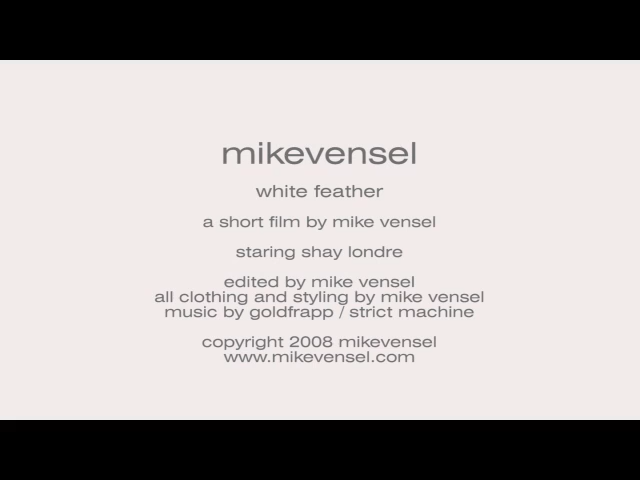 mikevensel
white feather
a short film by mike vensel
staring shay londre
edited by mike vensel
all clothing and styling by mike vensel
music by goldfrapp / strict machine
copyright 2008 mikevensel
www.mikevensel.com